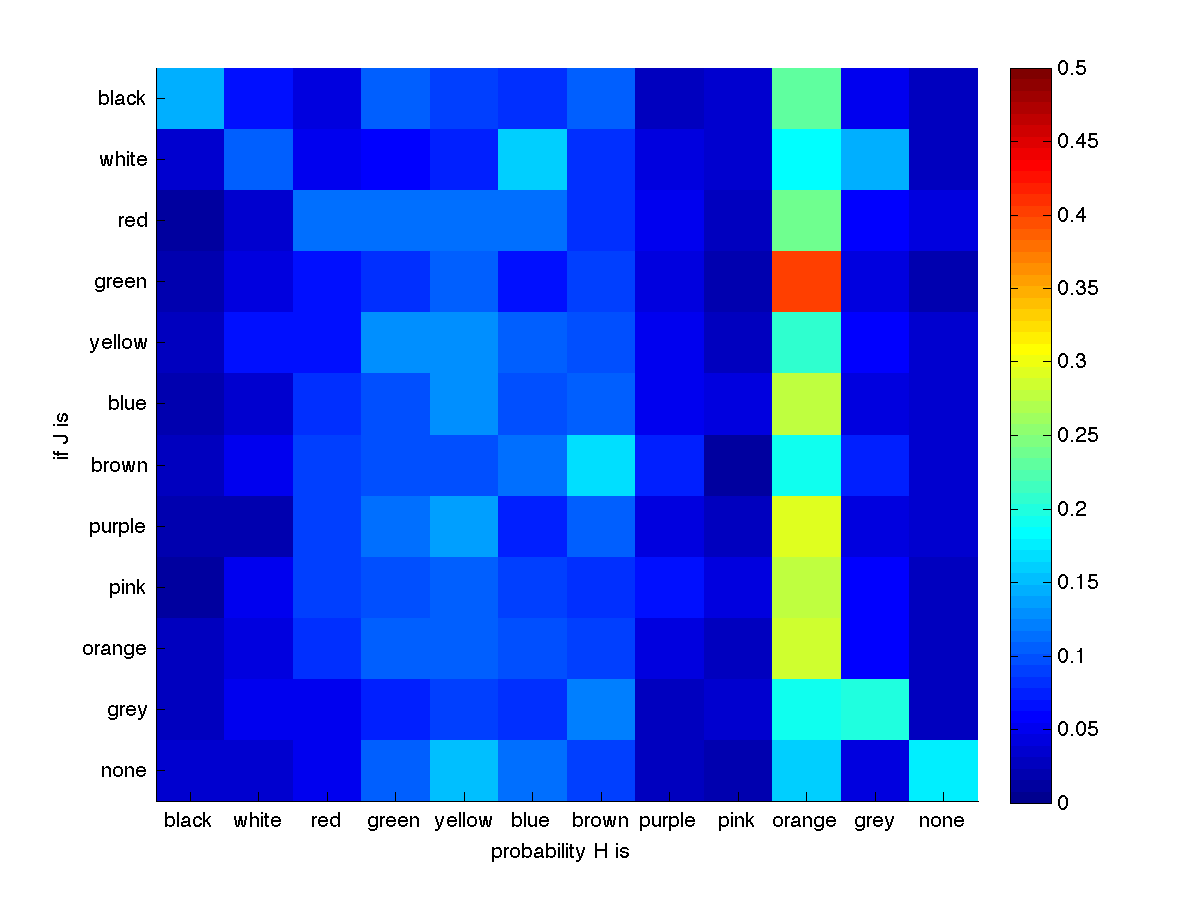 black
white
red
green
yellow
blue
brown
purple
pink
orange
grey
none
if J is
black white red green yellow blue brown purple pink orange grey none
probability H is
0.5
0.45
0.4
0.35
0.3
0.25
0.2
0.15
0.1
0.05
0